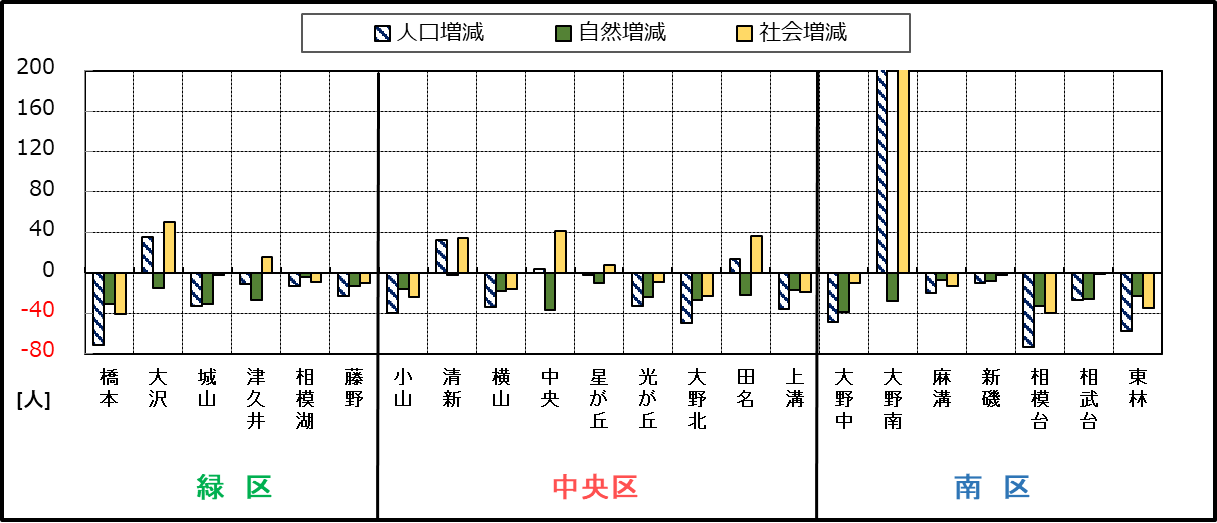 人口増減 自然増減 社会増減
200
160
120
80
40
0
-40
-80
[人]
橋本 大沢 城山 津久井 相模湖 藤野 小山 清新 横山 中央 星が丘 光が丘 大野北 田名 上溝 大野中 大野南 麻溝 新磯 相模台 相武台 東林
緑 区 中央区 南 区